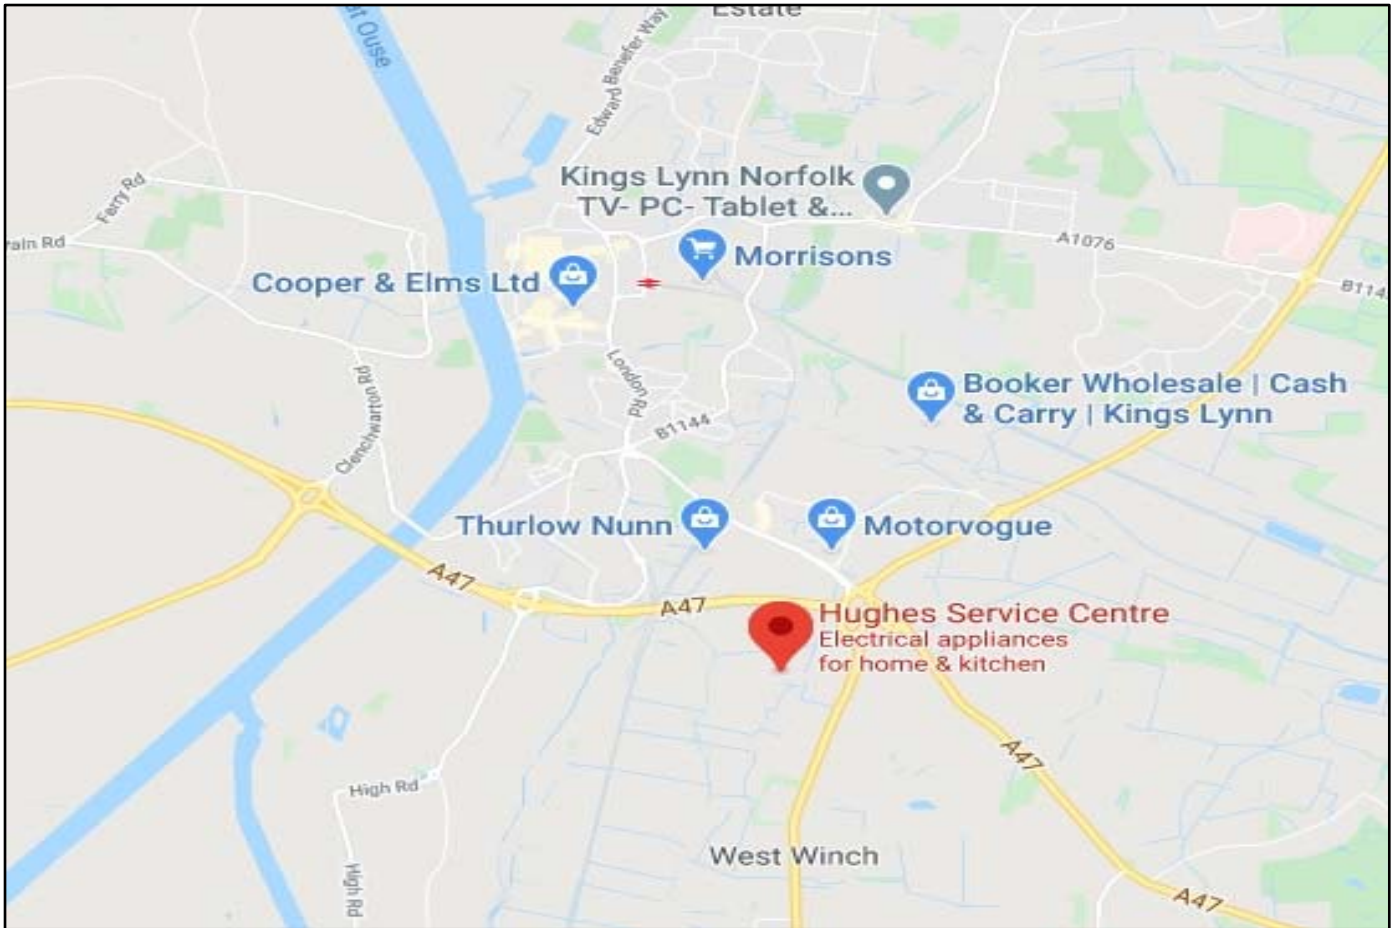 Estate
at Ouse
Edward Benefer Way
Kings Lynn Norfolk
TV- PC- Tablet &...
Ferry Rd
rain Rd
A1076
Morrisons
Cooper & Elms Ltd
B114
London Rd
Clenchwarton Rd
Booker Wholesale | Cash
& Carry | Kings Lynn
B1144
Thurlow Nunn
Motorvogue
A47
A47
Hughes Service Centre
Electrical appliances
for home & kitchen
A47
High Rd
West Winch
High Rd
A47